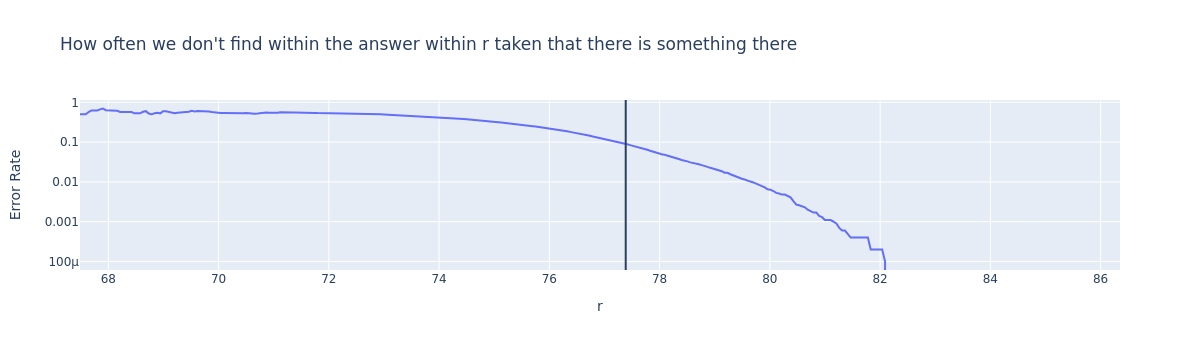 How often we don't find within the answer within r taken that there is something there
1
0.1
0.01
0.001
100μ
Error Rate
68 70 72 74 76 78 80 82 84 86
r